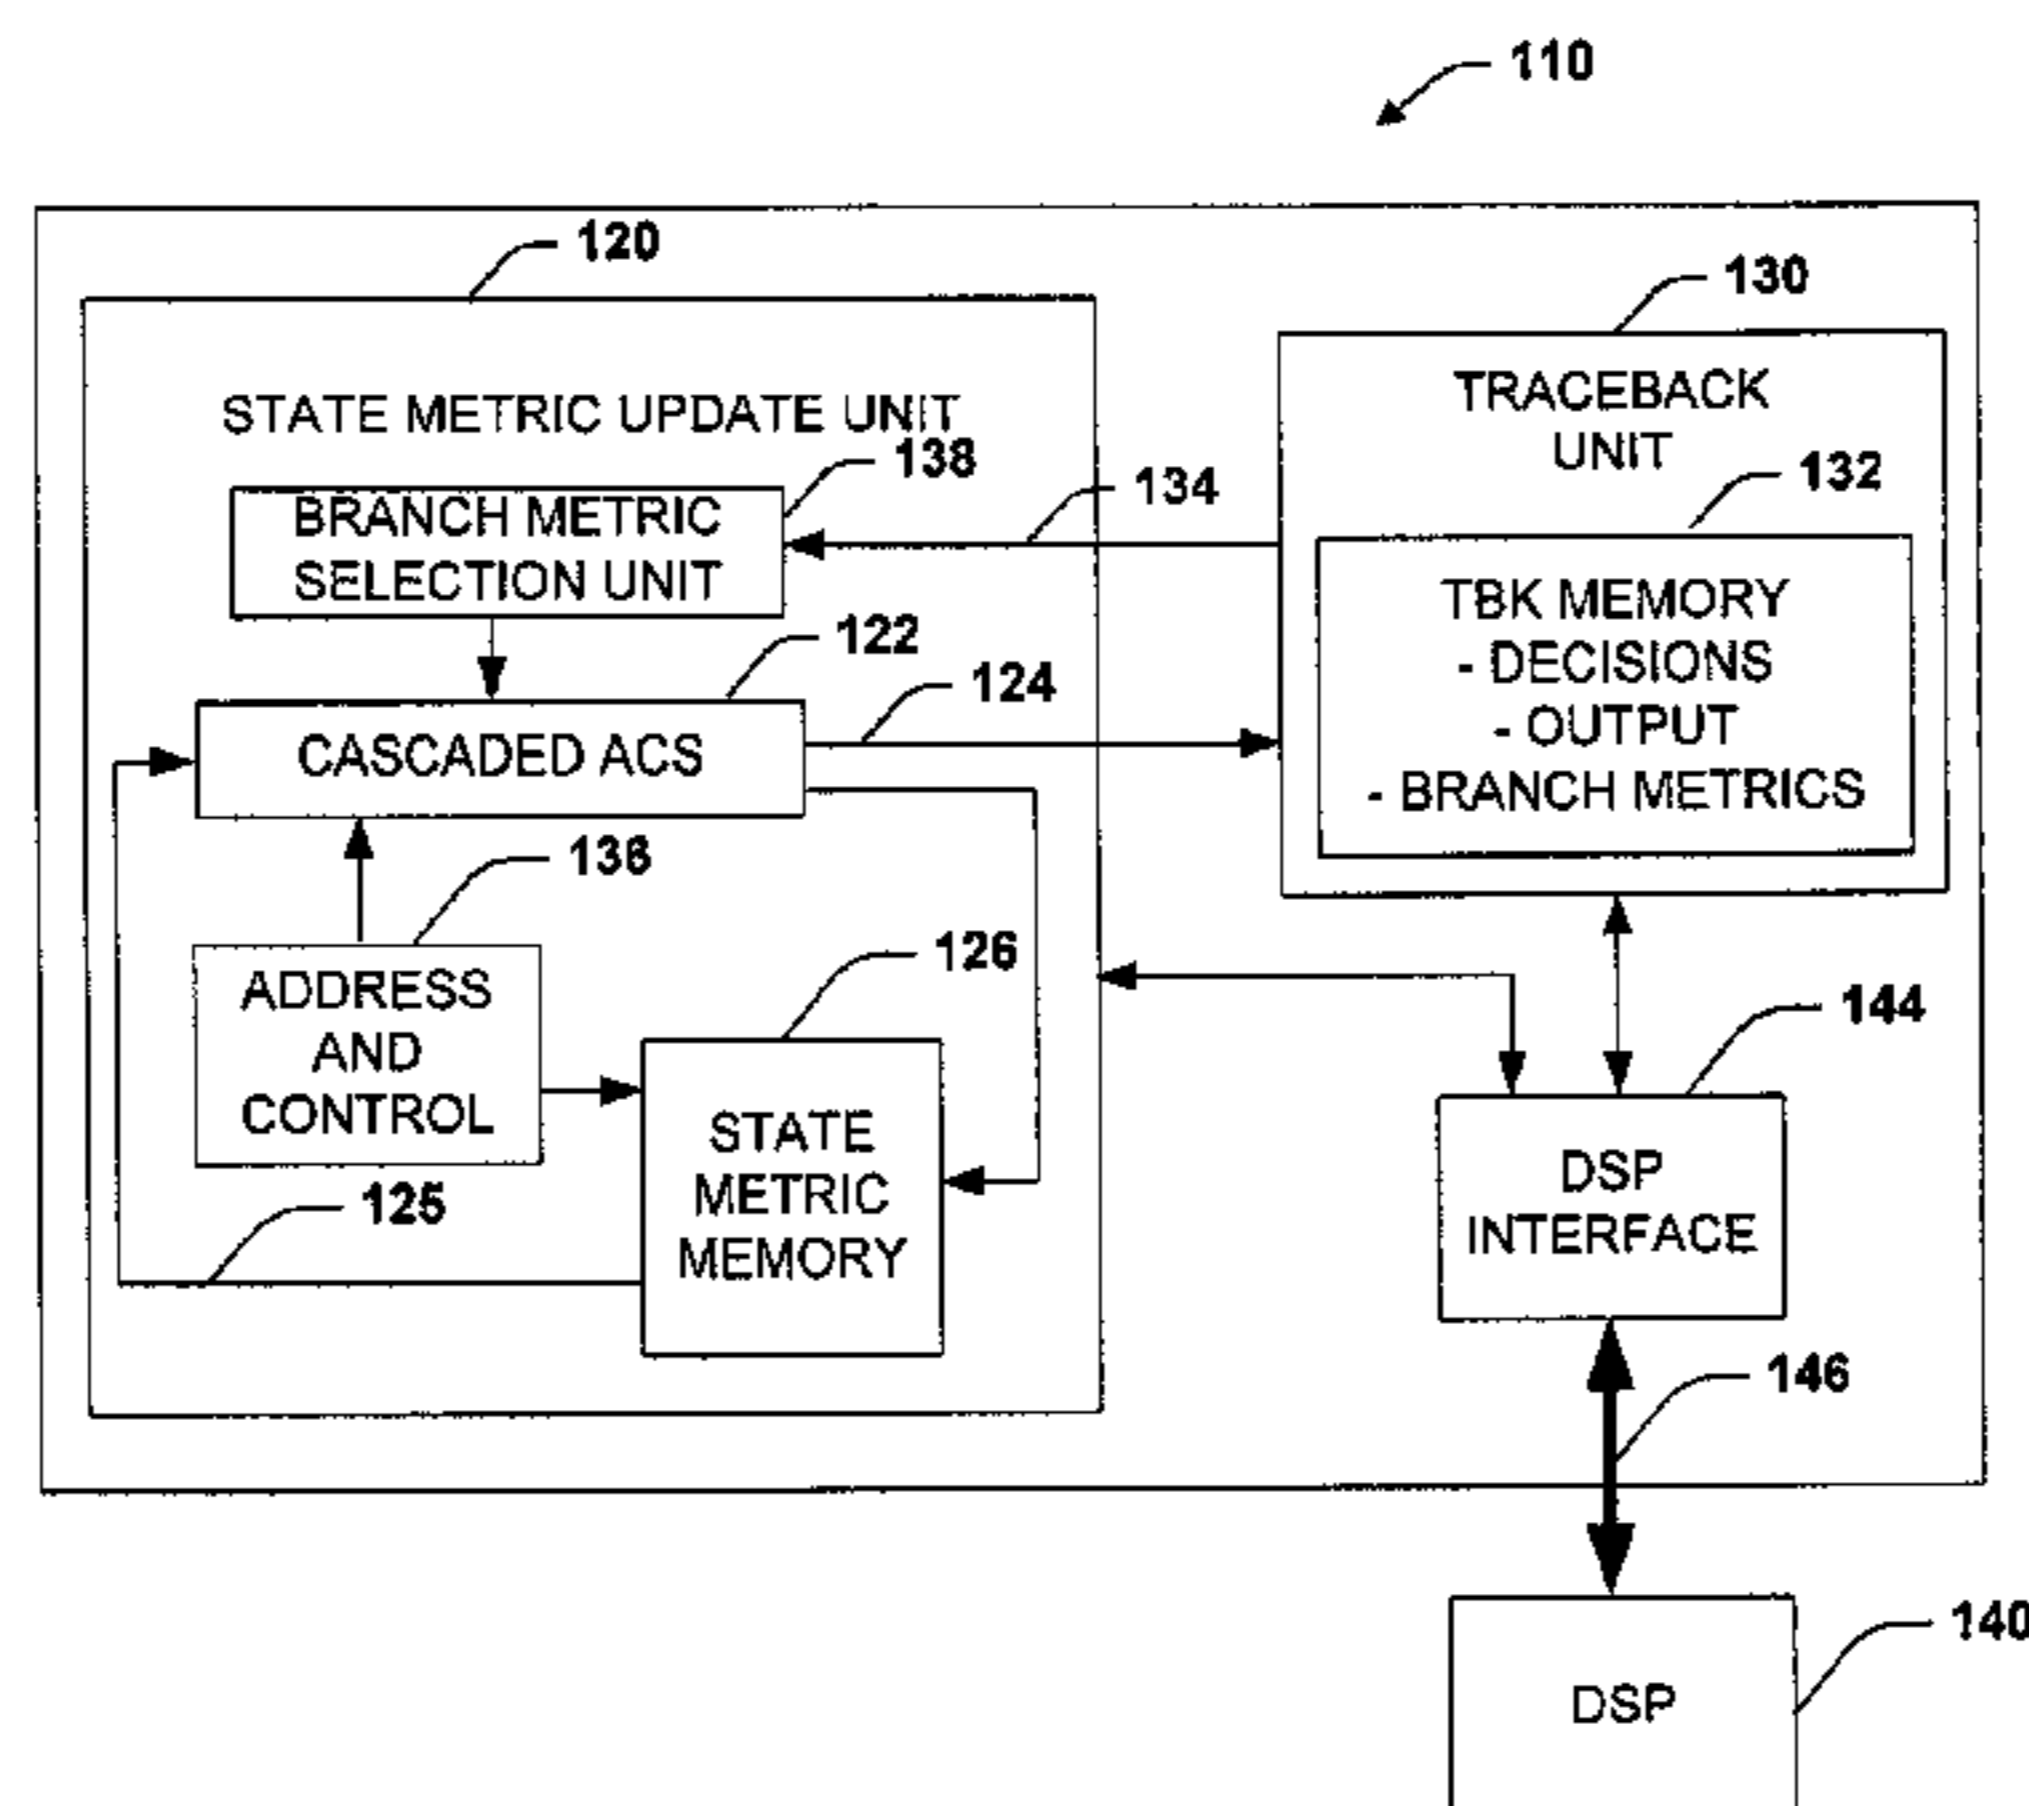 110
120
130
STATE METRIC UPDATE UNIT
TRACEBACK
UNIT
138
134
132
BRANCH METRIC
SELECTION UNIT
TBK MEMORY
- DECISIONS
- OUTPUT
- BRANCH METRICS
122
124
CASCADED ACS
136
126
ADDRESS
AND
CONTROL
144
STATE
METRIC
MEMORY
DSP
INTERFACE
125
146
140
DSP